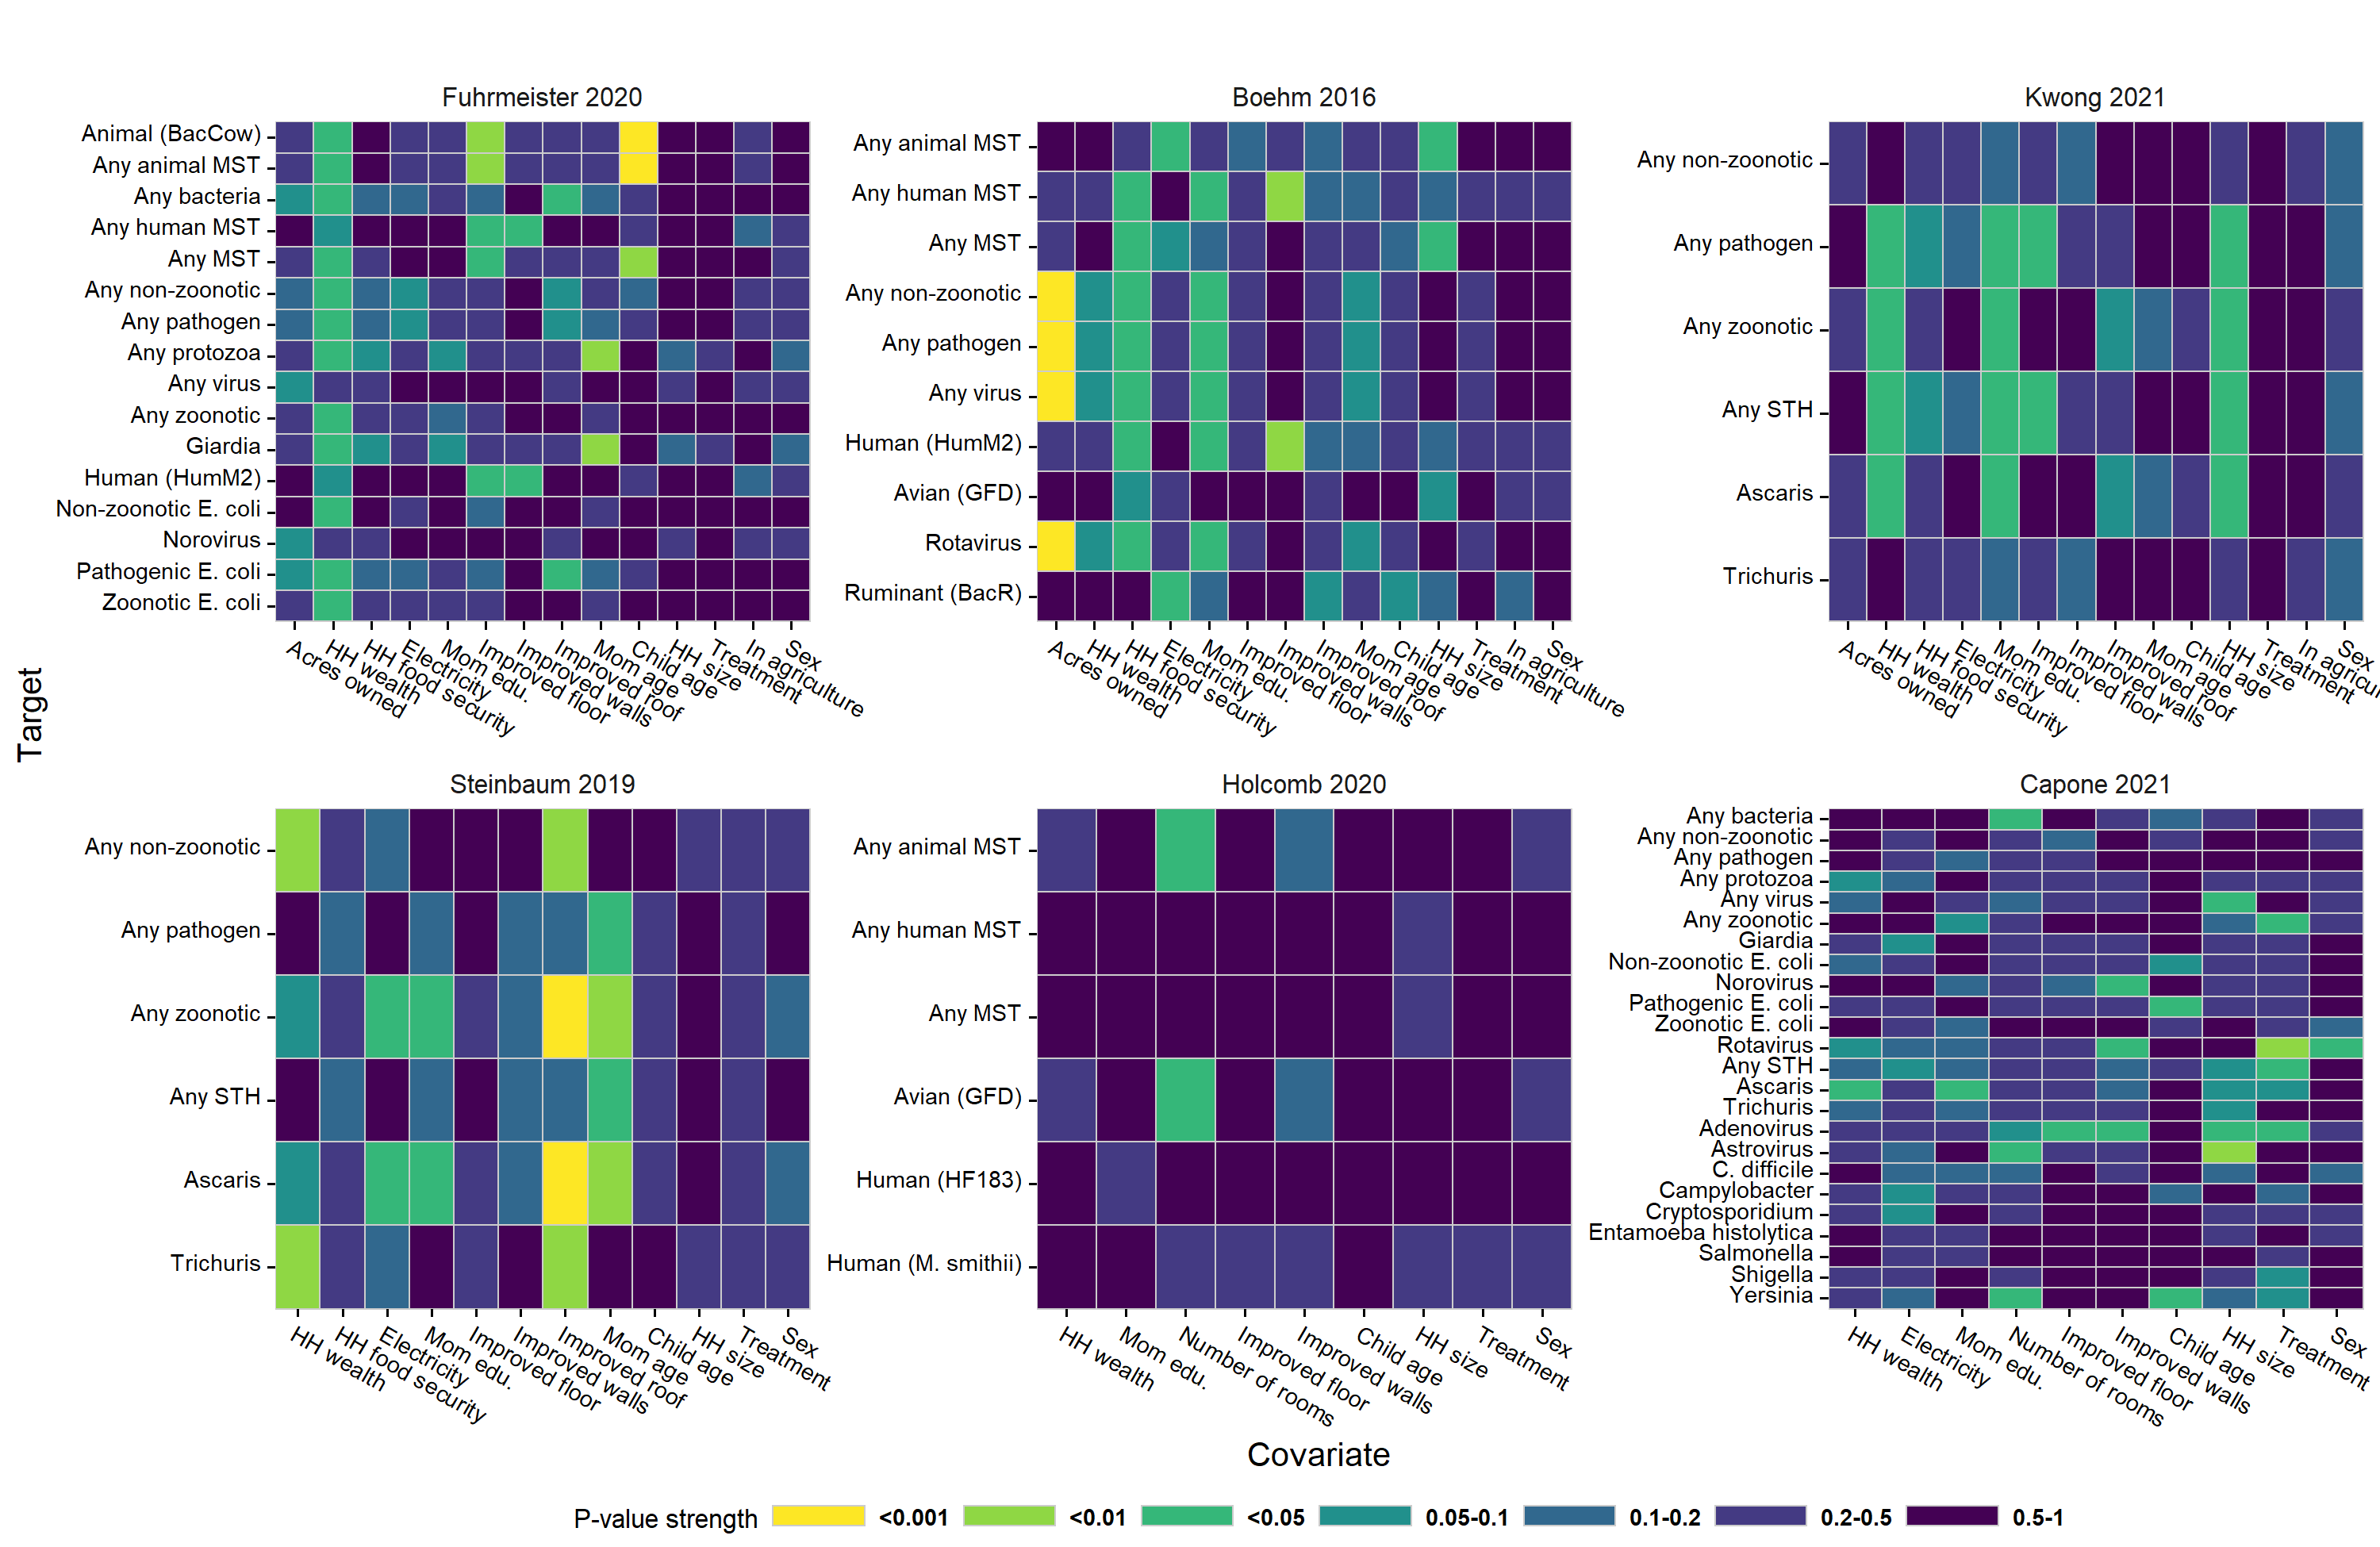 Fuhrmeister 2020
Animal (BacCow)
Any animal MST
Any bacteria
Any human MST
Any MST
Any non-zoonotic
Any pathogen
Any protozoa
Any virus
Any zoonotic
Giardia
Human (HumM2)
Non-zoonotic E. coli
Norovirus
Pathogenic E. coli
Zoonotic E. coli
Acres owned
HH wealth
HH food security
Electricity
Mom edu.
Improved floor
Improved walls
Improved roof
Mom age
Child age
HH size
Treatment
In agriculture
Sex
Boehm 2016
Any animal MST
Any human MST
Any MST
Any non-zoonotic
Any pathogen
Any virus
Human (HumM2)
Avian (GFD)
Rotavirus
Ruminant (BacR)
Acres owned
HH wealth
HH food security
Electricity
Mom edu.
Improved floor
Improved walls
Improved roof
Mom age
Child age
HH size
Treatment
In agriculture
Sex
Kwong 2021
Any non-zoonotic
Any pathogen
Any zoonotic
Any STH
Ascaris
Trichuris
Acres owned
HH wealth
HH food security
Electricity
Mom edu.
Improved floor
Improved walls
Improved roof
Mom age
Child age
HH size
Treatment
In agricul
Sex
Target
Steinbaum 2019
Any non-zoonotic
Any pathogen
Any zoonotic
Any STH
Ascaris
Trichuris
HH wealth
HH food security
Electricity
Mom edu.
Improved floor
Improved walls
Improved roof
Mom age
Child age
HH size
Treatment
Sex
Holcomb 2020
Any animal MST
Any human MST
Any MST
Avian (GFD)
Human (HF183)
Human (M. smithii)
HH wealth
Mom edu.
Number of rooms
Improved floor
Improved walls
Child age
HH size
Treatment
Sex
Capone 2021
Any bacteria
Any non-zoonotic
Any pathogen
Any protozoa
Any virus
Any zoonotic
Giardia
Non-zoonotic E. coli
Norovirus
Pathogenic E. coli
Zoonotic E. coli
Rotavirus
Any STH
Ascaris
Trichuris
Adenovirus
Astrovirus
C. difficile
Campylobacter
Cryptosporidium
Entamoeba histolytica
Salmonella
Shigella
Yersinia
HH wealth
Electricity
Mom edu.
Number of rooms
Improved floor
Improved walls
Child age
HH size
Treatment
Sex
Covariate
P-value strength <0.001 <0.01 <0.05 0.05-0.1 0.1-0.2 0.2-0.5 0.5-1